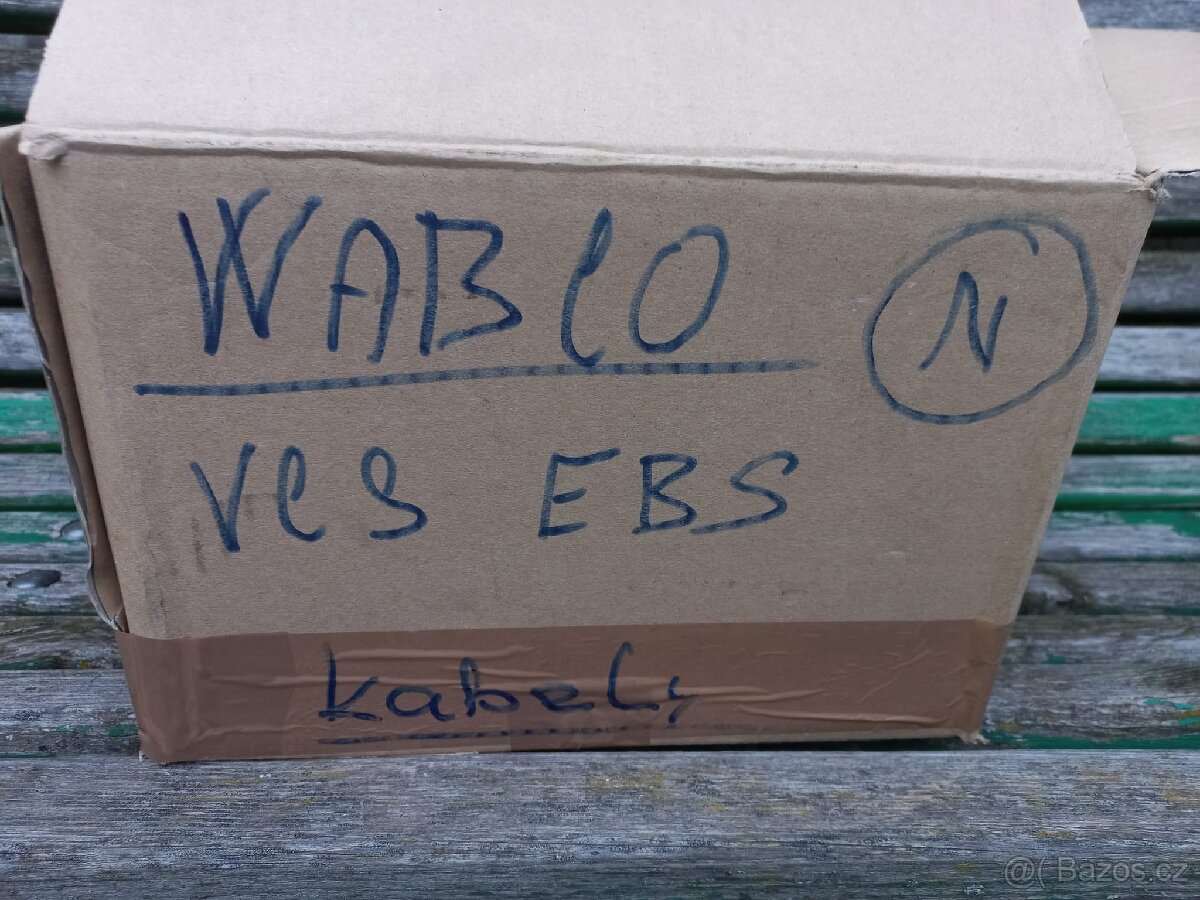 WABCO N
VCS EBS
kabely
@( Bazos.cz